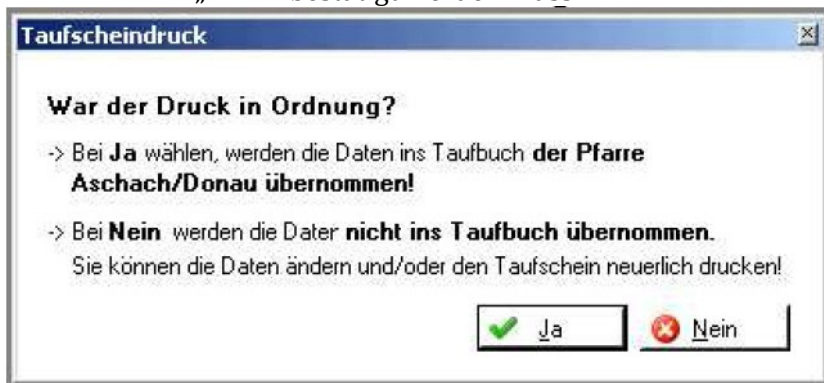 Taufscheindruck
War der Druck in Ordnung?
-> Bei Ja wählen, werden die Daten ins Taufbuch der Pfarre
Aschach/Donau übernommen!
-> Bei Nein werden die Dater nicht ins Taufbuch übernommen.
Sie können die Daten ändern und/oder den Taufschein neuerlich drucken!
Ja
Nein